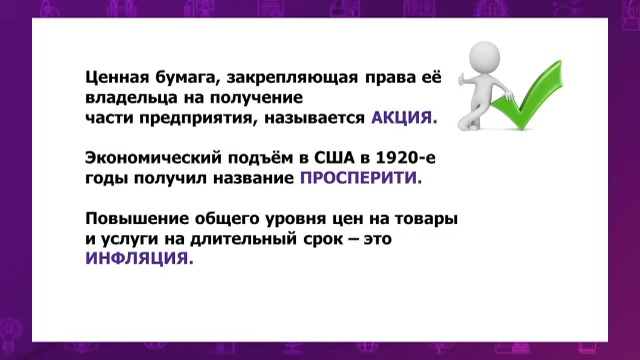 Ценная бумага, закрепляющая права её
владельца на получение
части предприятия, называется АКЦИЯ.
Экономический подъём в США в 1920-е
годы получил название ПРОСПЕРИТИ.
Повышение общего уровня цен на товары
и услуги на длительный срок – это
ИНФЛЯЦИЯ.